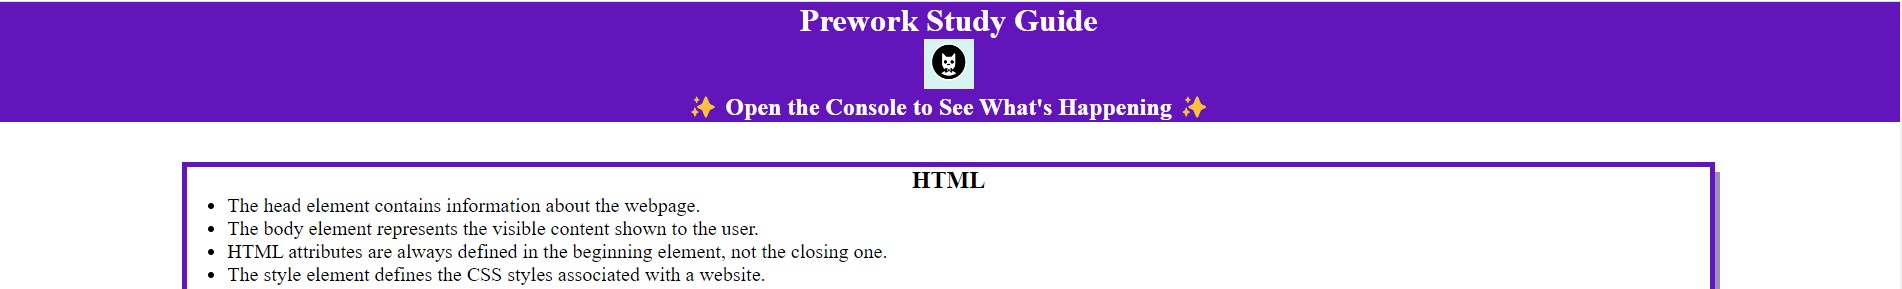 Prework Study Guide
✨ Open the Console to See What's Happening ✨
HTML
• The head element contains information about the webpage.
• The body element represents the visible content shown to the user.
• HTML attributes are always defined in the beginning element, not the closing one.
• The style element defines the CSS styles associated with a website.